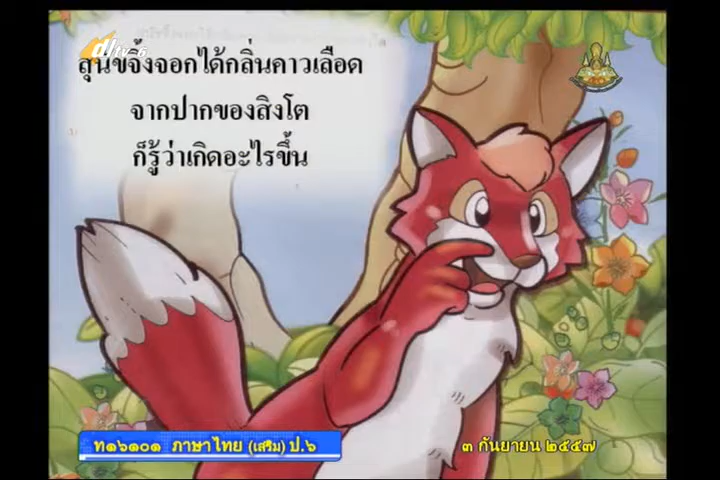 dltv 6
สุนัขจิ้งจอกได้กลิ่นคาวเลือด
จากปากของสิงโต
ก็รู้ว่าเกิดอะไรขึ้น
ท๑๖๑๐๑ ภาษาไทย (เสริม) ป.๖
๓ กันยายน ๒๕๕๗